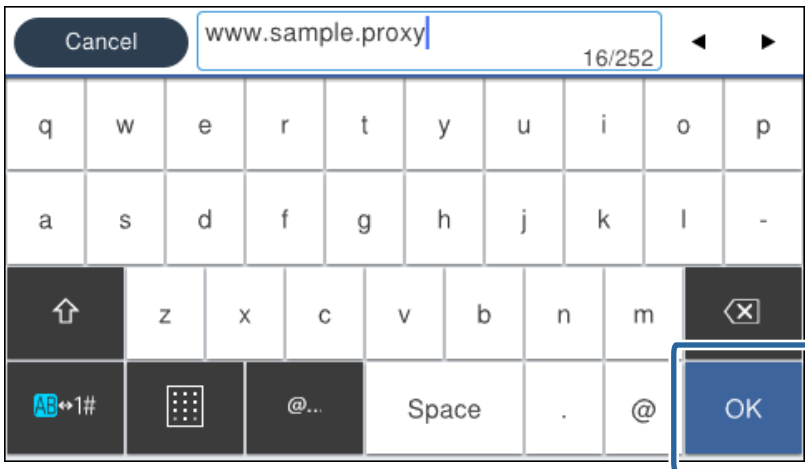 Cancel
www.sample.proxy
16/252
q w e r t y u i o p
a s d f g h j k l -
z x c v b n m
AB↔1# @... Space . @ OK